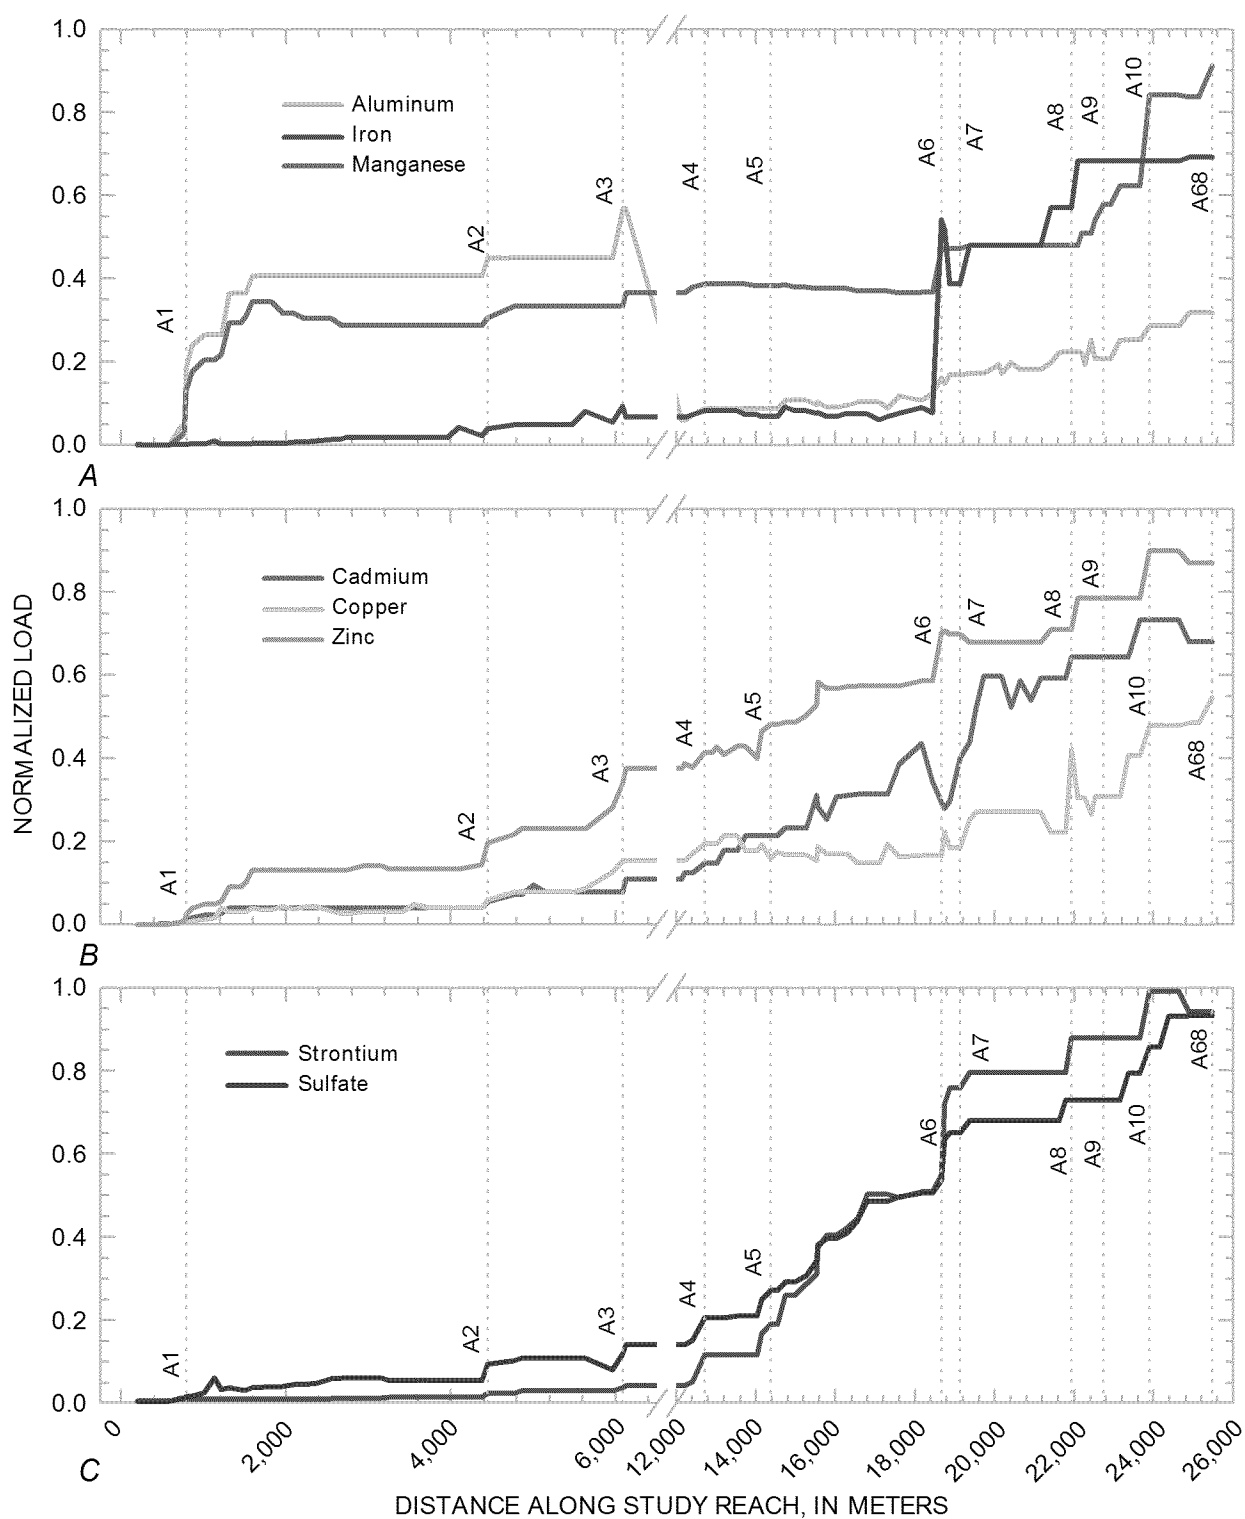 1.0
0.8
0.6
0.4
0.2
0.0
Aluminum
Iron
Manganese
A1
A2
A3
A4
A5
A6
A7
A8
A9
A10
A68
A
1.0
0.8
0.6
0.4
0.2
0.0
Cadmium
Copper
Zinc
A1
A2
A3
A4
A5
A6
A7
A8
A9
A10
A68
B
NORMALIZED LOAD
1.0
0.8
0.6
0.4
0.2
0.0
Strontium
Sulfate
A1
A2
A3
A4
A5
A6
A7
A8
A9
A10
A68
C
0 2,000 4,000 6,000 12,000 14,000 16,000 18,000 20,000 22,000 24,000 26,000
DISTANCE ALONG STUDY REACH, IN METERS